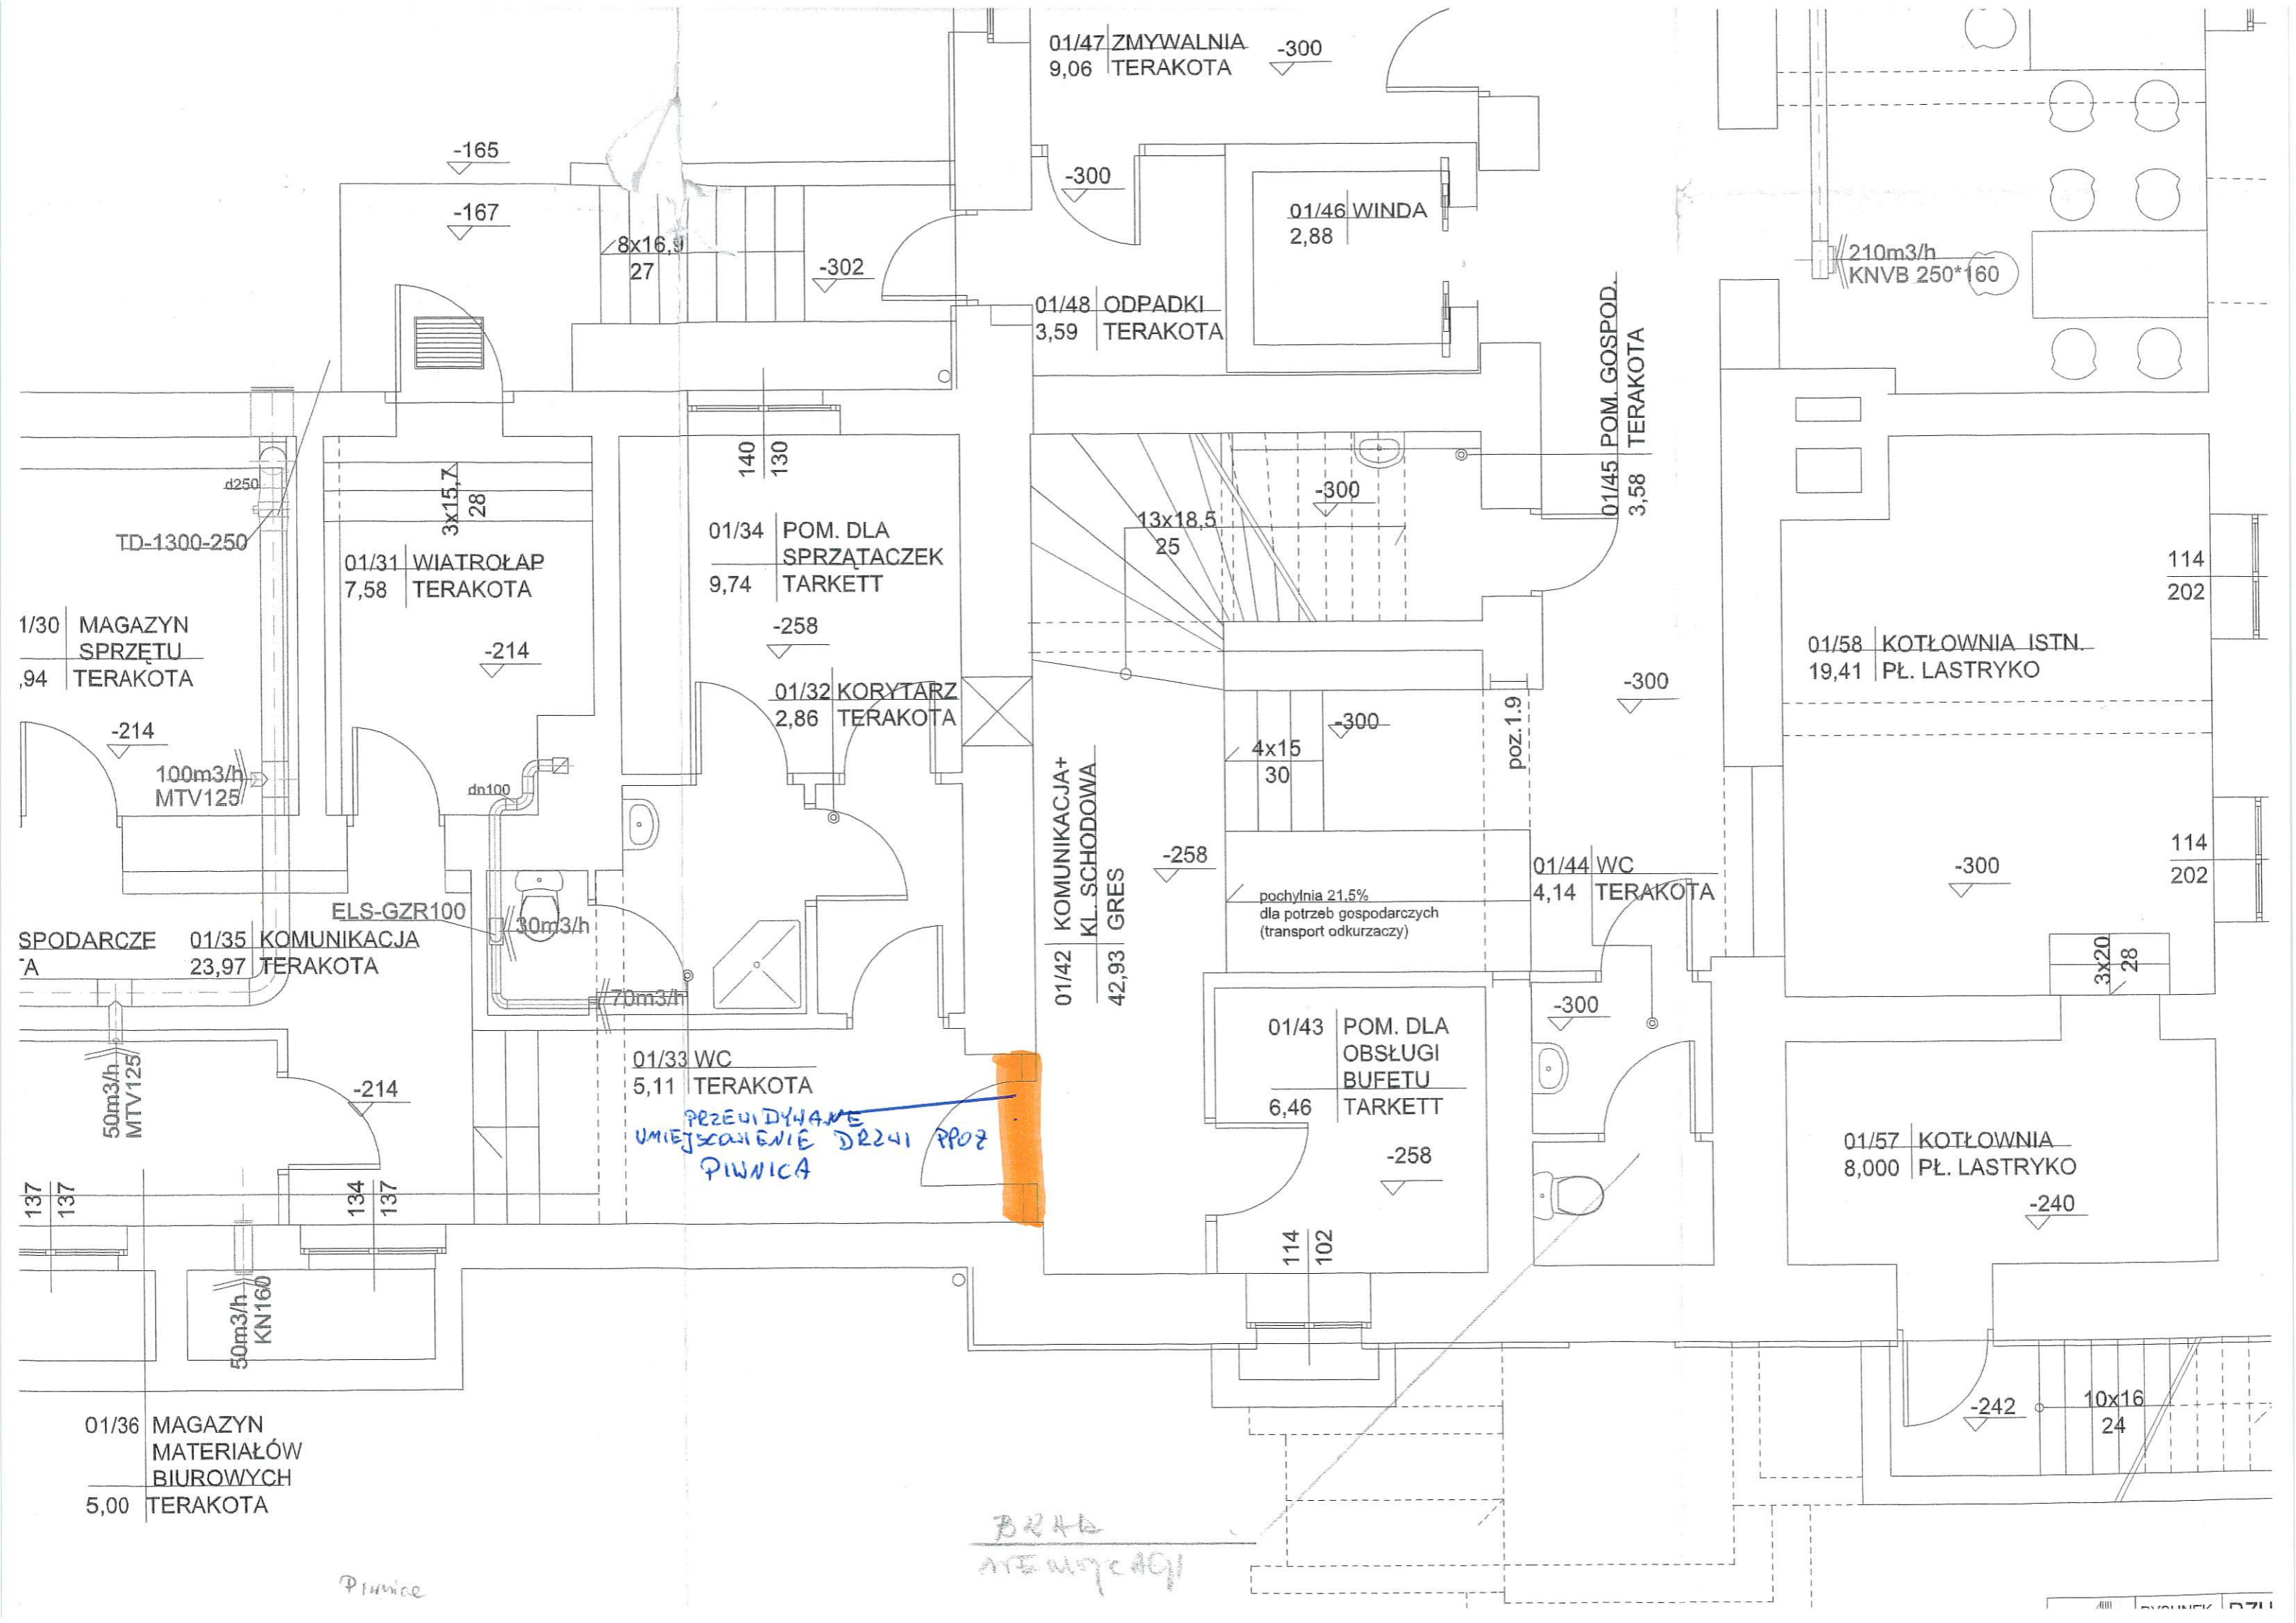 01/47 ZMYWALNIA
9,06 TERAKOTA
-300
-165
-167
8x16,9
27
-302
-300
01/46 WINDA
2,88
01/48 ODPADKI
3,59 TERAKOTA
01/45 POM. GOSPOD.
3,58 TERAKOTA
210m3/h
KNVB 250*160
140
130
d250
TD-1300-250
3x15,7
28
01/31 WIATROŁAP
7,58 TERAKOTA
-214
01/34 POM. DLA
SPRZĄTACZEK
9,74 TARKETT
-258
13x18,5
25
-300
114
202
1/30 MAGAZYN
SPRZĘTU
,94 TERAKOTA
-214
01/32 KORYTARZ
2,86 TERAKOTA
01/58 KOTŁOWNIA ISTN.
19,41 PŁ. LASTRYKO
-300
-300
poz.1.9
4x15
30
100m3/h
MTV125
dn100
01/42 KOMUNIKACJA+
KL. SCHODOWA
42,93 GRES
-258
pochylnia 21,5%
dla potrzeb gospodarczych
(transport odkurzaczy)
01/44 WC
4,14 TERAKOTA
-300
114
202
ELS-GZR100
30m3/h
SPODARCZE
A
01/35 KOMUNIKACJA
23,97 TERAKOTA
70m3/h
3x20
28
-300
01/43 POM. DLA
OBSŁUGI
BUFETU
6,46 TARKETT
-258
01/33 WC
5,11 TERAKOTA
PRZEWIDYWANE
UMIEJSCOWIENIE DRZWI PPOŻ
PIWNICA
50m3/h
MTV125
-214
01/57 KOTŁOWNIA
8,000 PŁ. LASTRYKO
-240
137
137
134
137
114
102
50m3/h
KN160
-242
10x16
24
01/36 MAGAZYN
MATERIAŁÓW
BIUROWYCH
5,00 TERAKOTA
BRAK
Piwnice
RYSUNEK